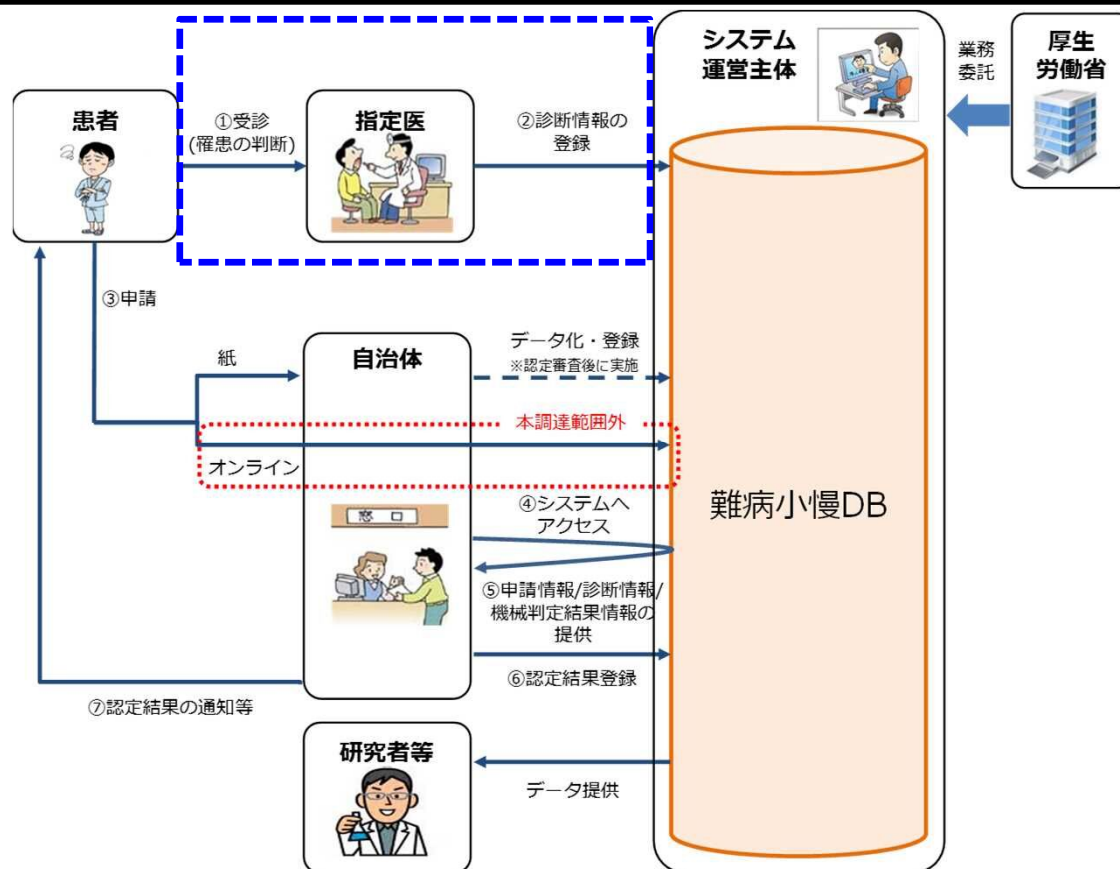 患者
①受診
(罹患の判断)
指定医
②診断情報の
登録
システム
運営主体
業務
委託
厚生
労働省
③申請
紙
自治体
データ化・登録
※認定審査後に実施
本調達範囲外
オンライン
窓口
④システムへ
アクセス
難病小慢DB
⑤申請情報/診断情報/
機械判定結果情報の
提供
⑥認定結果登録
⑦認定結果の通知等
研究者等
データ提供